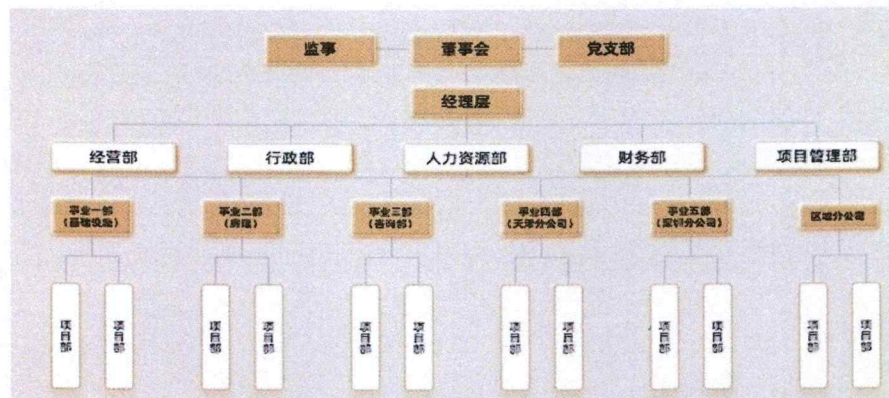 监事
董事会
党支部
经理层
经营部
行政部
人力资源部
财务部
项目管理部
事业一部
(基础设施)
事业二部
(房建)
事业三部
(咨询部)
事业四部
(天津分公司)
事业五部
(深圳分公司)
区域分公司
项目部
项目部
项目部
项目部
项目部
项目部
项目部
项目部
项目部
项目部
项目部
项目部